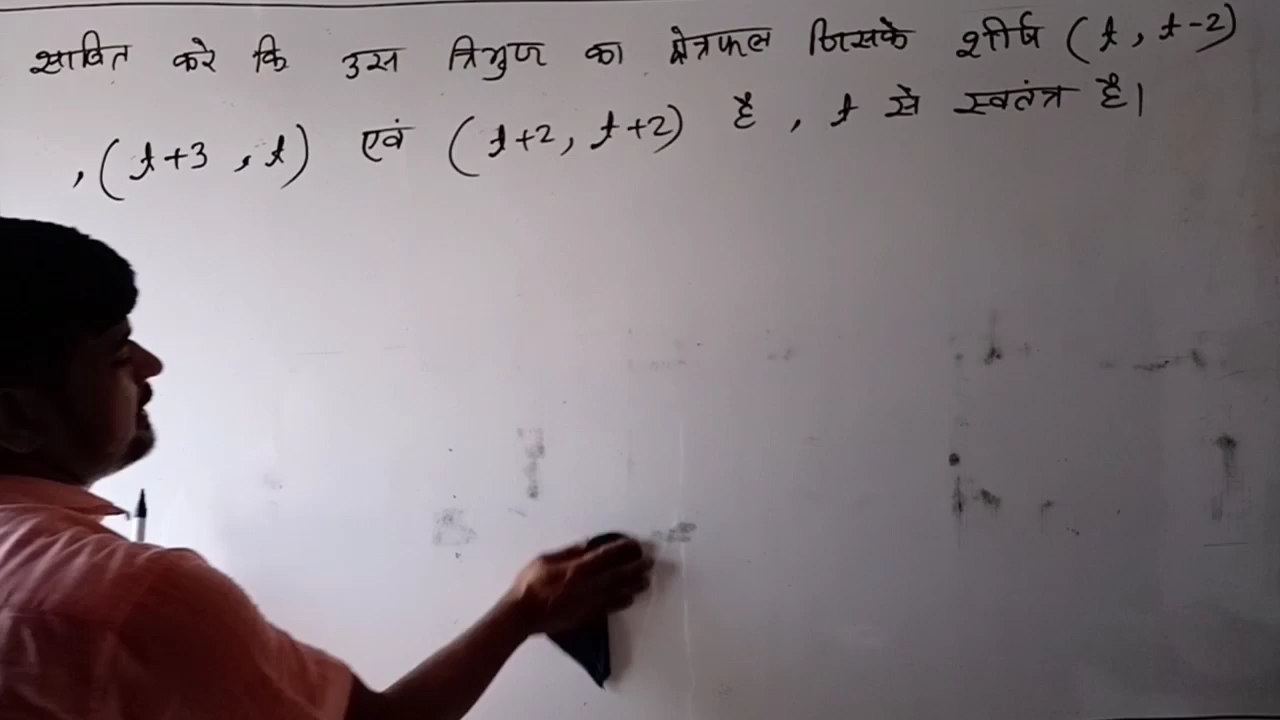 साबित करे कि उस त्रिभुज का क्षेत्रफल जिसके शीर्ष (t, t-2)
, (t+3, t) एवं (t+2, t+2) है, t से स्वतंत्र है।